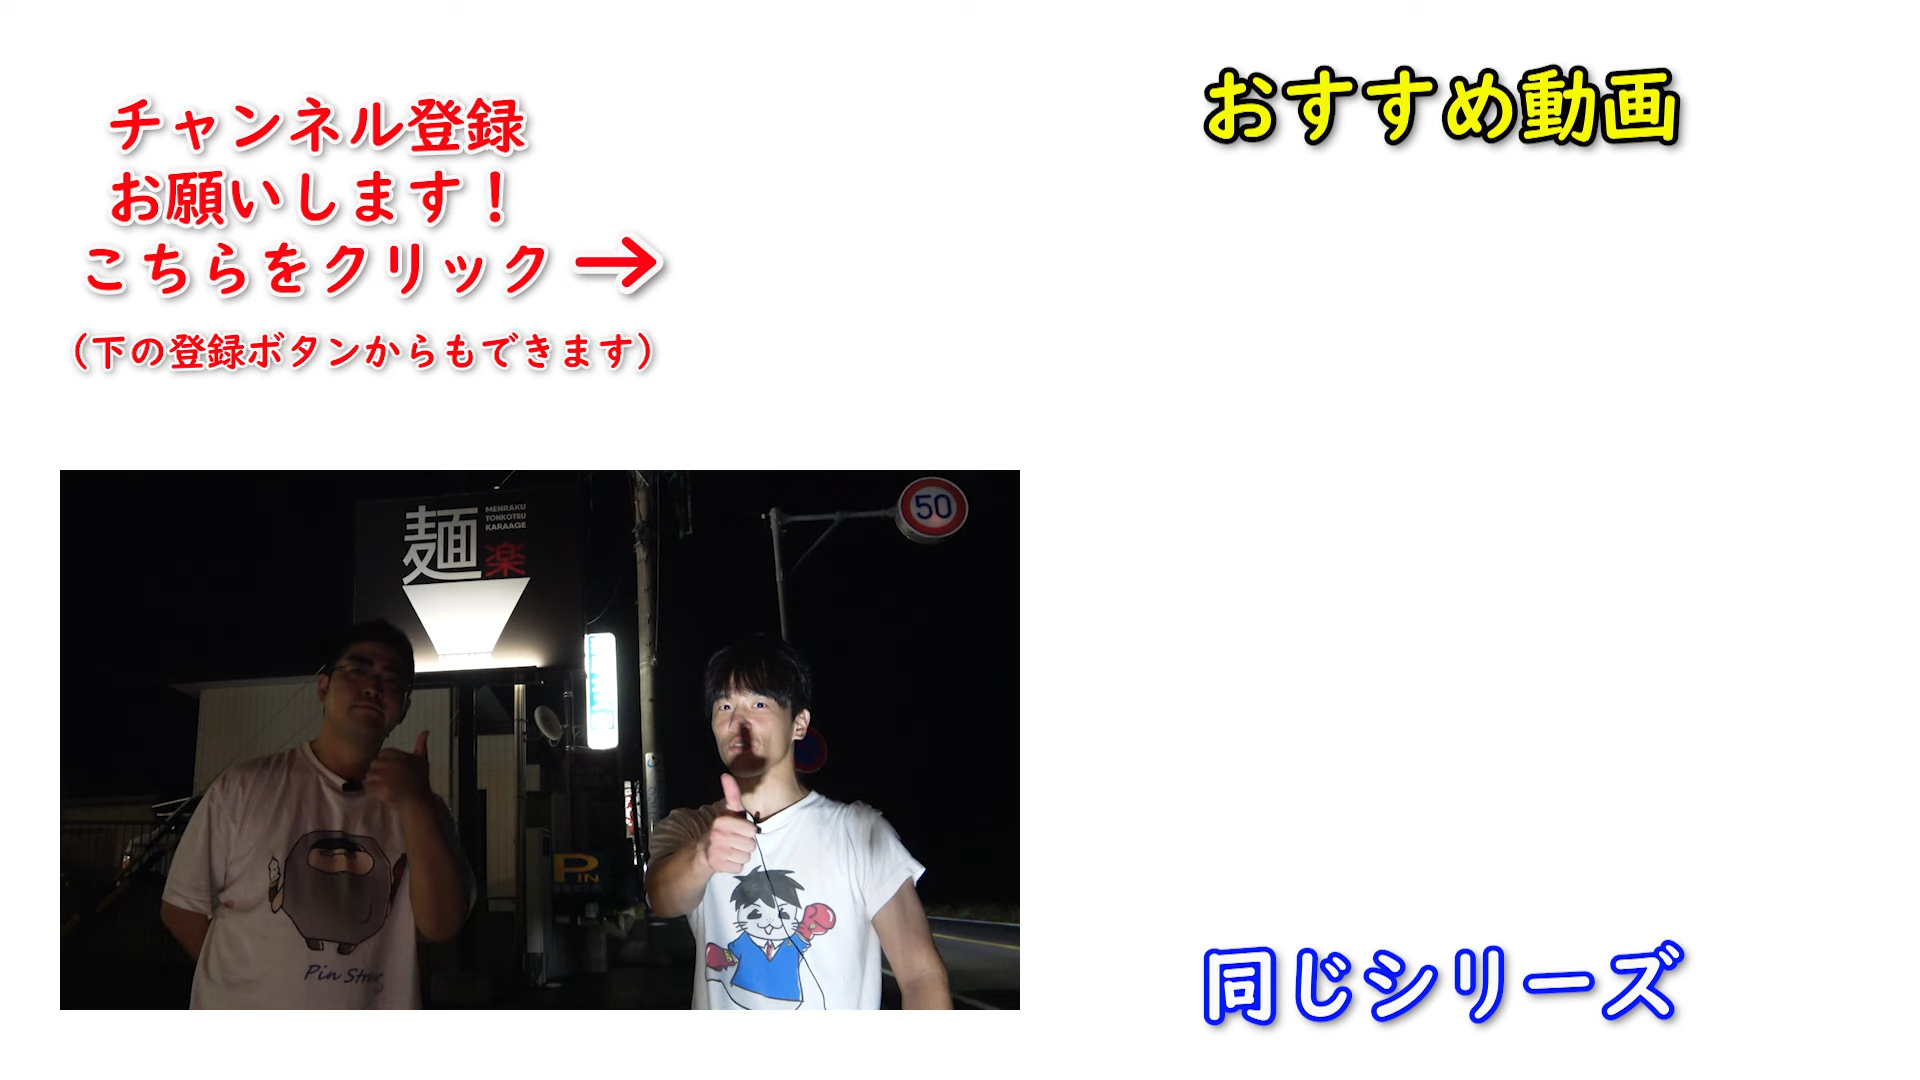 チャンネル登録
お願いします!
こちらをクリック→
(下の登録ボタンからもできます)
おすすめ動画
麺楽
MENRAKU
TONKOTSU
KARAAGE
50
PIN
同じシリーズ